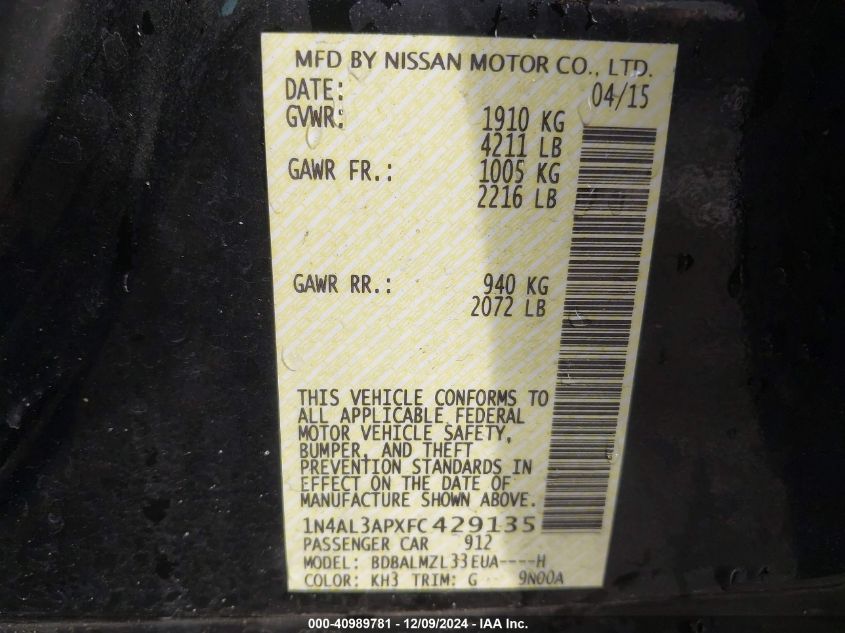 MFD BY NISSAN MOTOR CO., LTD.
DATE: 04/15
GVWR: 1910 KG
4211 LB
GAWR FR.: 1005 KG
2216 LB
GAWR RR.: 940 KG
2072 LB
THIS VEHICLE CONFORMS TO
ALL APPLICABLE FEDERAL
MOTOR VEHICLE SAFETY,
BUMPER, AND THEFT
PREVENTION STANDARDS IN
EFFECT ON THE DATE OF
MANUFACTURE SHOWN ABOVE.
1N4AL3APXFC429135
PASSENGER CAR 912
MODEL: BDBALMZL33EUA----H
COLOR: KH3 TRIM: G 9N00A
000-40989781 - 12/09/2024 - IAA Inc.